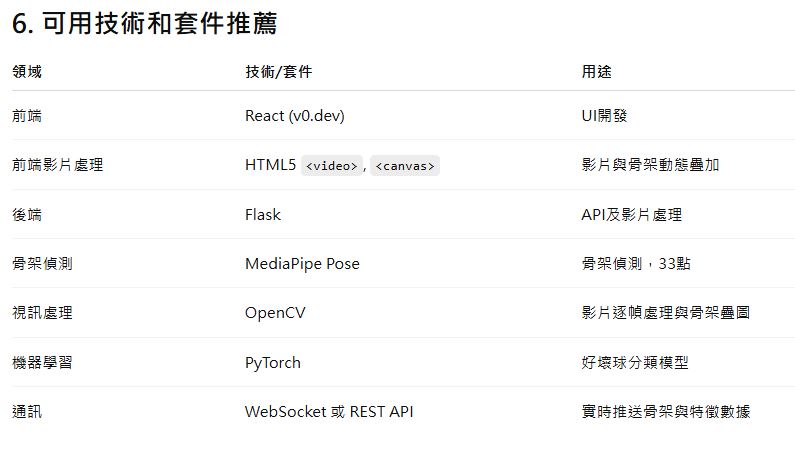 6. 可用技術和套件推薦
領域 技術/套件 用途
前端 React (v0.dev) UI開發
前端影片處理 HTML5 <video>, <canvas> 影片與骨架動態疊加
後端 Flask API及影片處理
骨架偵測 MediaPipe Pose 骨架偵測，33點
視訊處理 OpenCV 影片逐幀處理與骨架疊圖
機器學習 PyTorch 好壞球分類模型
通訊 WebSocket 或 REST API 實時推送骨架與特徵數據